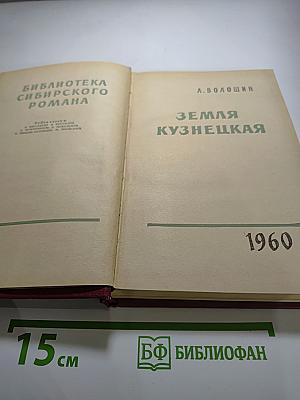 БИБЛИОТЕКА
СИБИРСКОГО
РОМАНА
А. ВОЛОШИН
ЗЕМЛЯ
КУЗНЕЦКАЯ
1960
15 см
БФ БИБЛИОФАН